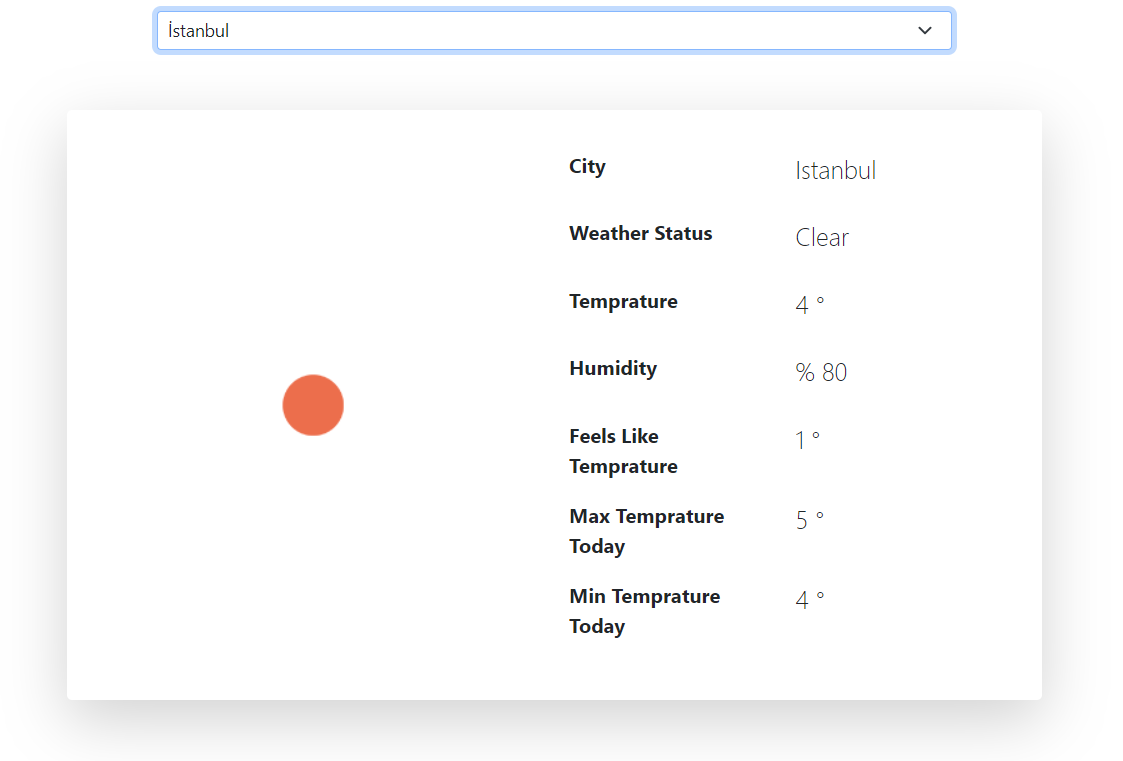 İstanbul
City Istanbul
Weather Status Clear
Temprature 4 °
Humidity % 80
Feels Like 1 °
Temprature
Max Temprature 5 °
Today
Min Temprature 4 °
Today